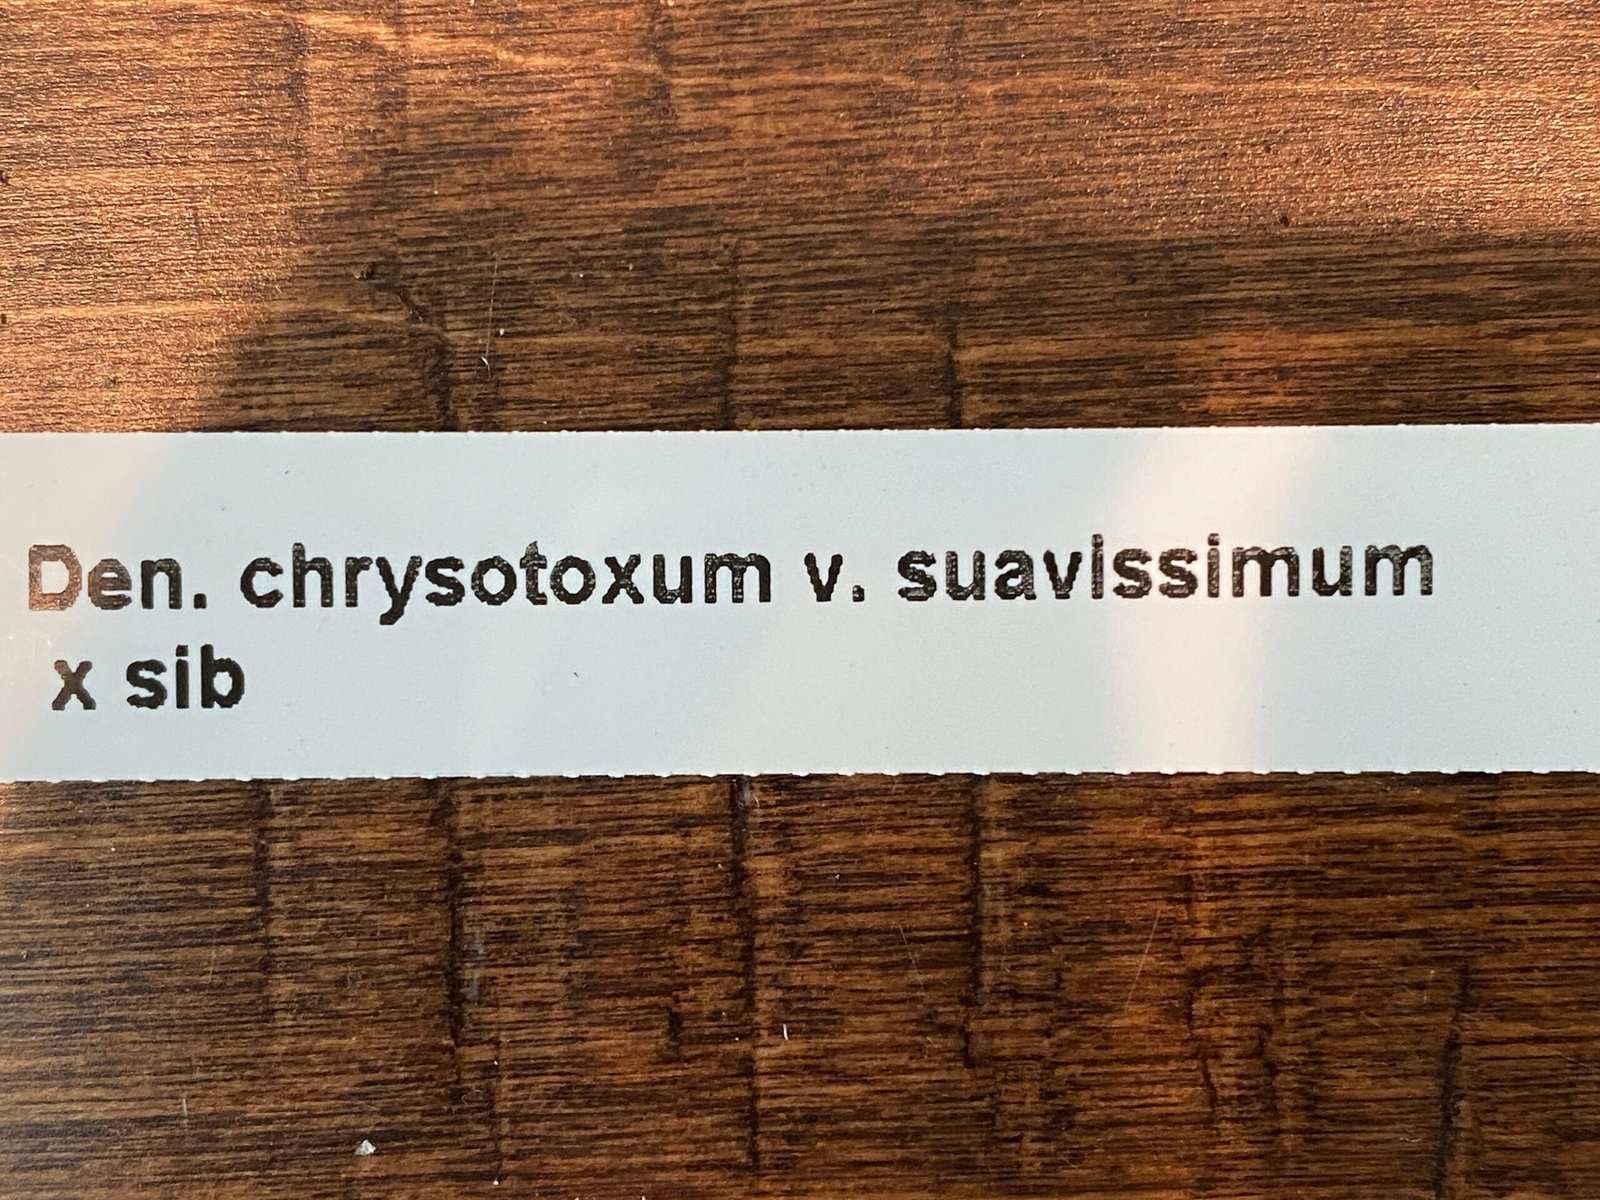 Den. chrysotoxum v. suavissimum
x sib